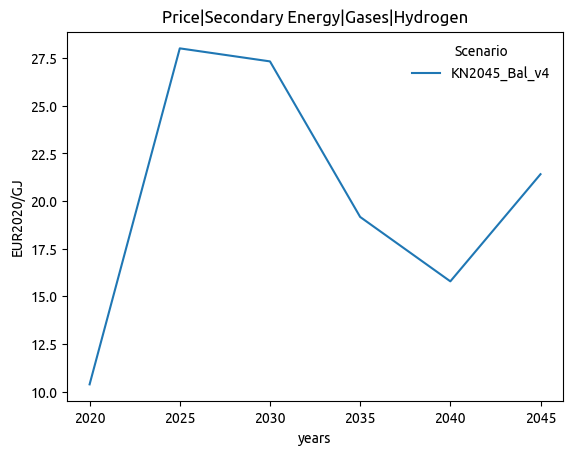 Price|Secondary Energy|Gases|Hydrogen
Scenario
KN2045_Bal_v4
EUR2020/GJ
27.5
25.0
22.5
20.0
17.5
15.0
12.5
10.0
2020 2025 2030 2035 2040 2045
years